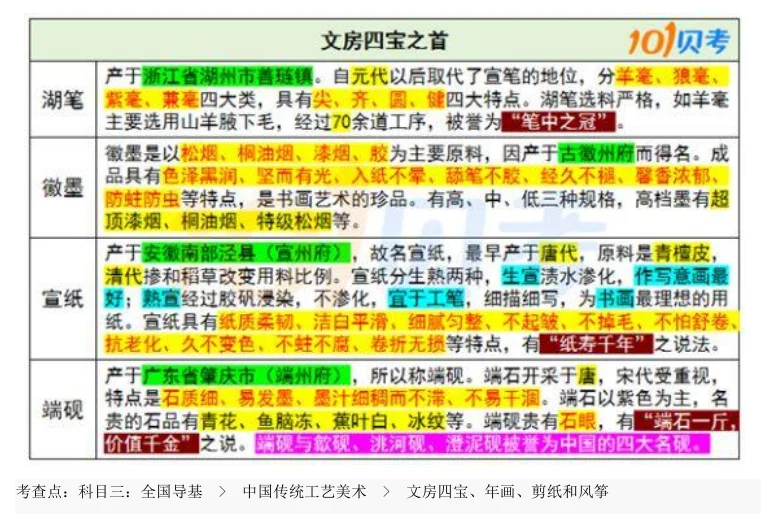 文房四宝之首
101贝考
湖笔
产于浙江省湖州市善琏镇。自元代以后取代了宣笔的地位，分羊毫、狼毫、
紫毫、兼毫四大类，具有尖、齐、圆、健四大特点。湖笔选料严格，如羊毫
主要选用山羊腋下毛，经过70余道工序，被誉为“笔中之冠”。
徽墨
徽墨是以松烟、桐油烟、漆烟、胶为主要原料，因产于古徽州府而得名。成
品具有色泽黑润、坚而有光、入纸不晕、舔笔不胶、经久不褪、馨香浓郁、
防蛀防虫等特点，是书画艺术的珍品。有高、中、低三种规格，高档墨有超
顶漆烟、桐油烟、特级松烟等。
宣纸
产于安徽南部泾县（宣州府），故名宣纸，最早产于唐代，原料是青檀皮，
清代掺和稻草改变用料比例。宣纸分生熟两种，生宣渍水渗化，作写意画最
好；熟宣经过胶矾浸染，不渗化，宜于工笔，细描细写，为书画最理想的用
纸。宣纸具有纸质柔韧、洁白平滑、细腻匀整、不起皱、不掉毛、不怕舒卷、
抗老化、久不变色、不蛀不腐、卷折无损等特点，有“纸寿千年”之说法。
端砚
产于广东省肇庆市（端州府），所以称端砚。端石开采于唐，宋代受重视，
特点是石质细、易发墨、墨汁细稠而不滞、不易干涸。端石以紫色为主，名
贵的石品有青花、鱼脑冻、蕉叶白、冰纹等。端砚贵有石眼，有“端石一斤，
价值千金”之说。端砚与歙砚、洮河砚、澄泥砚被誉为中国的四大名砚。
考查点：科目三：全国导基 > 中国传统工艺美术 > 文房四宝、年画、剪纸和风筝